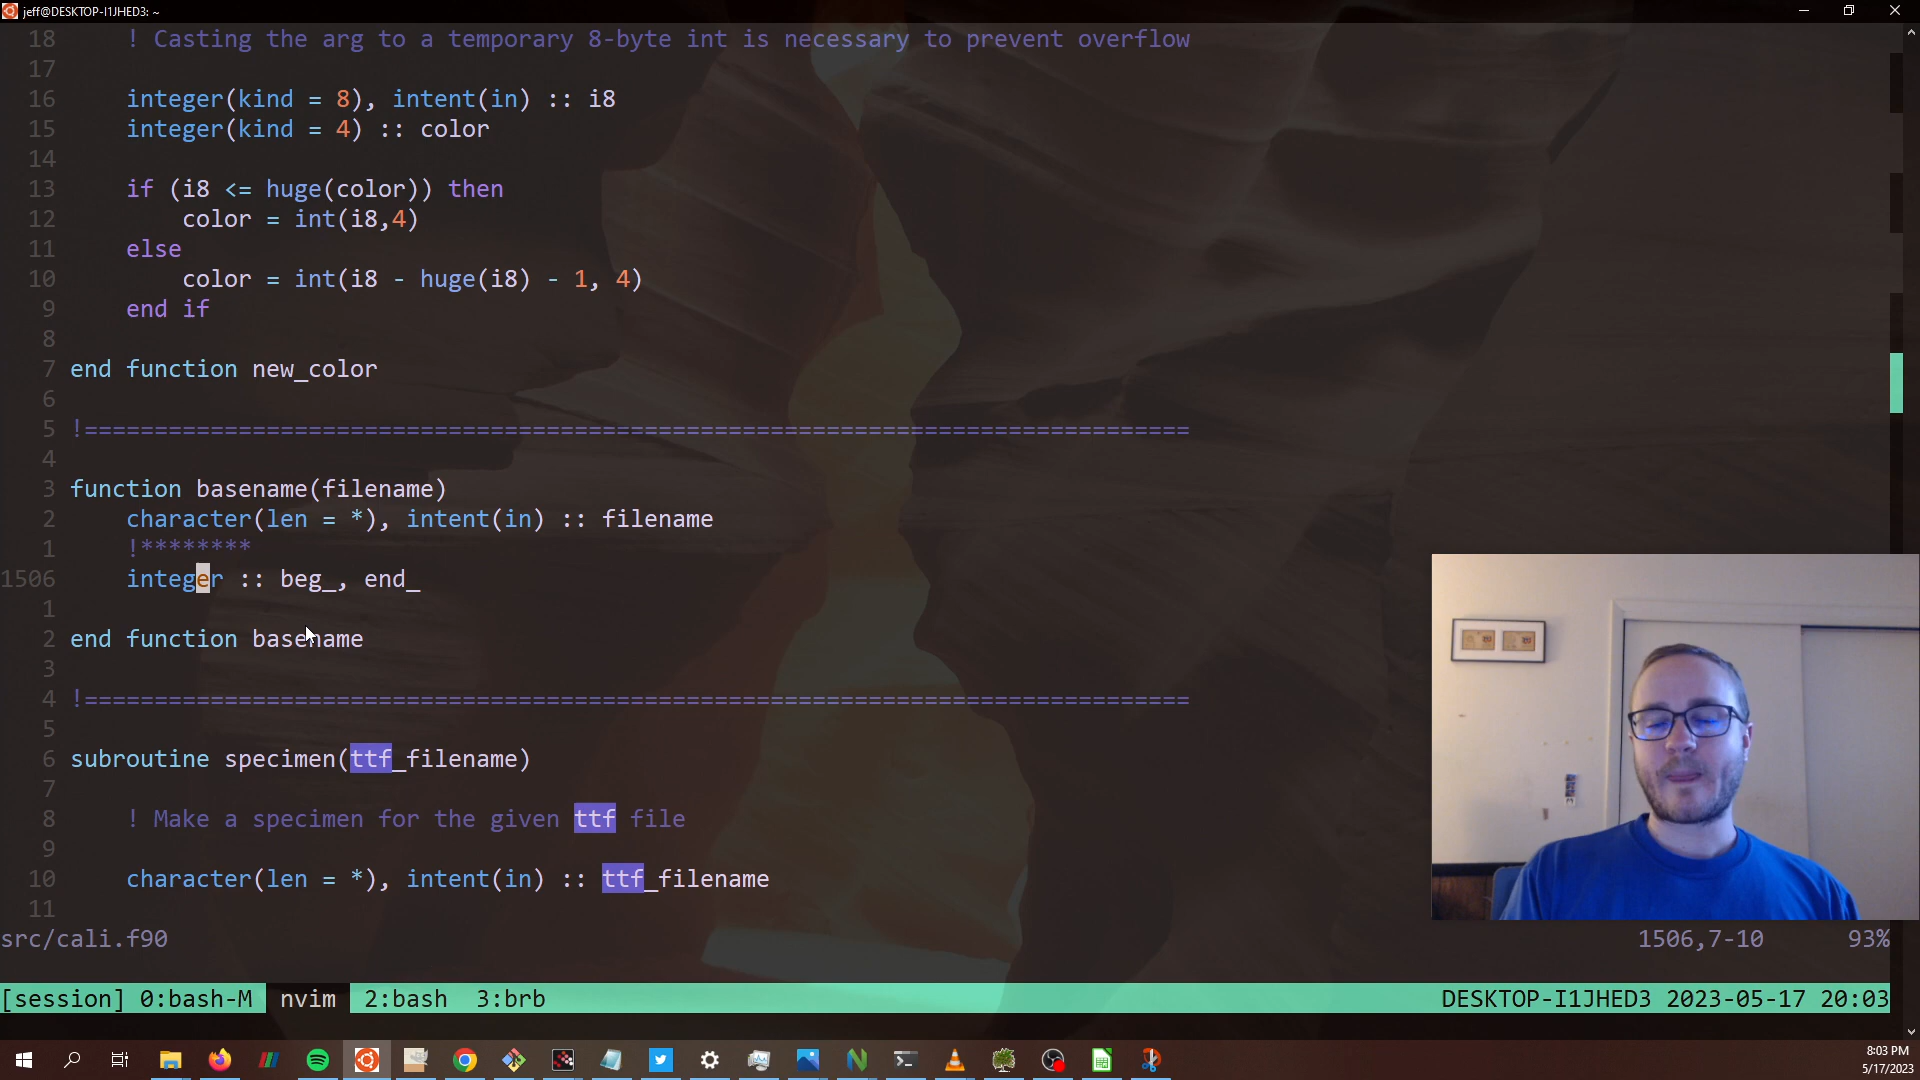 jeff@DESKTOP-I1JHED3: ~
18 ! Casting the arg to a temporary 8-byte int is necessary to prevent overflow
17
16 integer(kind = 8), intent(in) :: i8
15 integer(kind = 4) :: color
14
13 if (i8 <= huge(color)) then
12 color = int(i8,4)
11 else
10 color = int(i8 - huge(i8) - 1, 4)
9 end if
8
7 end function new_color
6
5 !===============================================================================
4
3 function basename(filename)
2 character(len = *), intent(in) :: filename
1 !********
1506 integer :: beg_, end_
1
2 end function basename
3
4 !===============================================================================
5
6 subroutine specimen(ttf_filename)
7
8 ! Make a specimen for the given ttf file
9
10 character(len = *), intent(in) :: ttf_filename
11
src/cali.f90 1506,7-10 93%
[session] 0:bash-M nvim 2:bash 3:brb DESKTOP-I1JHED3 2023-05-17 20:03
8:03 PM
5/17/2023